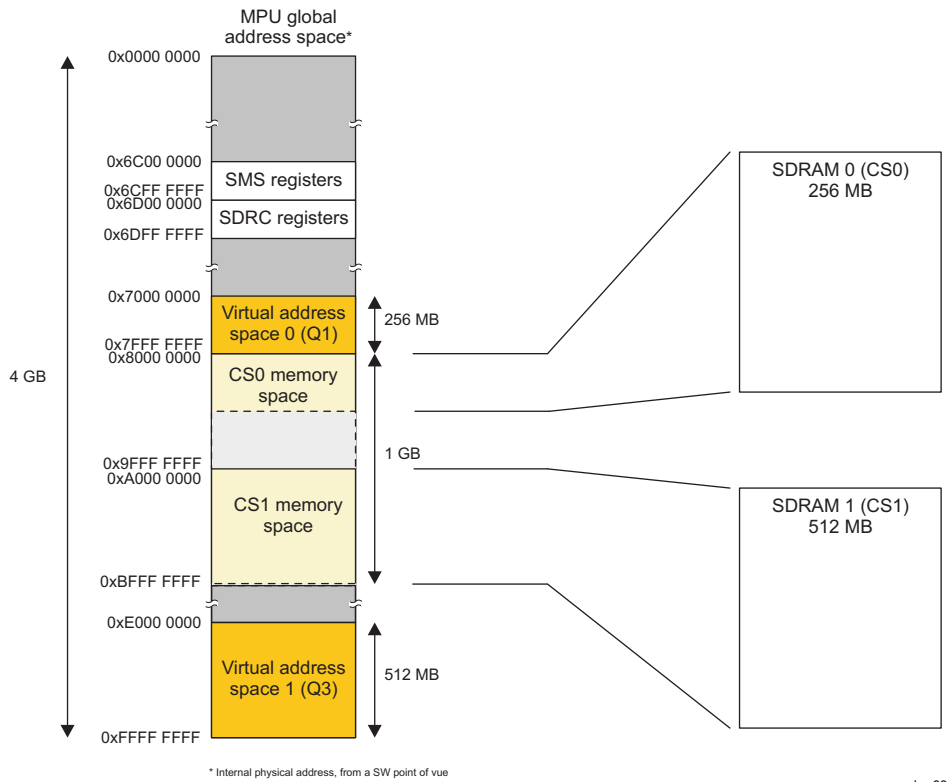 MPU global
address space*
0x0000 0000
0x6C00 0000
SMS registers
0x6CFF FFFF
0x6D00 0000
SDRC registers
0x6DFF FFFF
0x7000 0000
Virtual address
space 0 (Q1)
256 MB
0x7FFF FFFF
0x8000 0000
CS0 memory
space
4 GB
1 GB
0x9FFF FFFF
0xA000 0000
CS1 memory
space
0xBFFF FFFF
0xE000 0000
Virtual address
space 1 (Q3)
512 MB
0xFFFF FFFF
SDRAM 0 (CS0)
256 MB
SDRAM 1 (CS1)
512 MB
* Internal physical address, from a SW point of vue